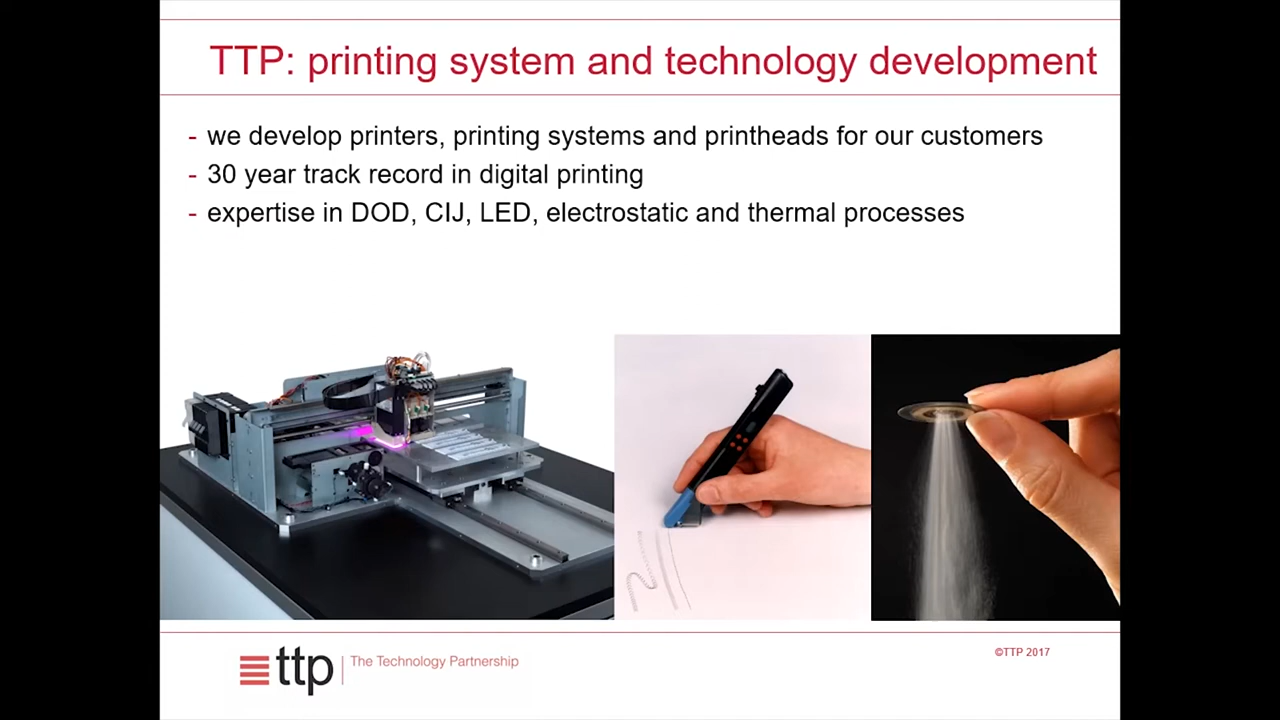 TTP: printing system and technology development
- we develop printers, printing systems and printheads for our customers
- 30 year track record in digital printing
- expertise in DOD, CIJ, LED, electrostatic and thermal processes
ttp | The Technology Partnership
©TTP 2017